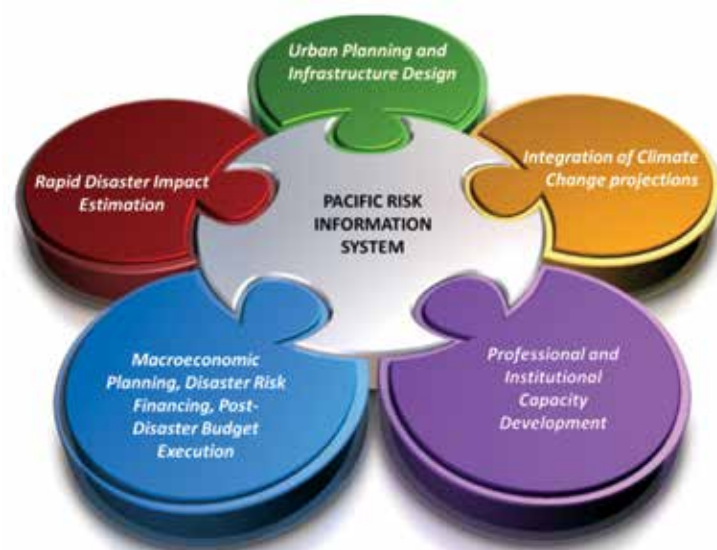 Urban Planning and
Infrastructure Design
Rapid Disaster Impact
Estimation
Integration of Climate
Change projections
PACIFIC RISK
INFORMATION
SYSTEM
Macroeconomic
Planning, Disaster Risk
Financing, Post-
Disaster Budget
Execution
Professional and
Institutional
Capacity
Development